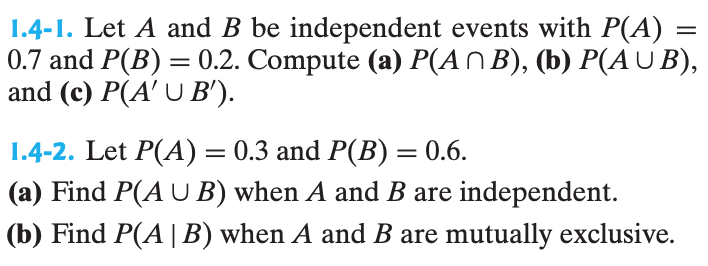 1.4-1. Let A and B be independent events with P(A) =
0.7 and P(B) = 0.2. Compute (a) P(A ∩ B), (b) P(A ∪ B),
and (c) P(A′ ∪ B′).
1.4-2. Let P(A) = 0.3 and P(B) = 0.6.
(a) Find P(A ∪ B) when A and B are independent.
(b) Find P(A | B) when A and B are mutually exclusive.